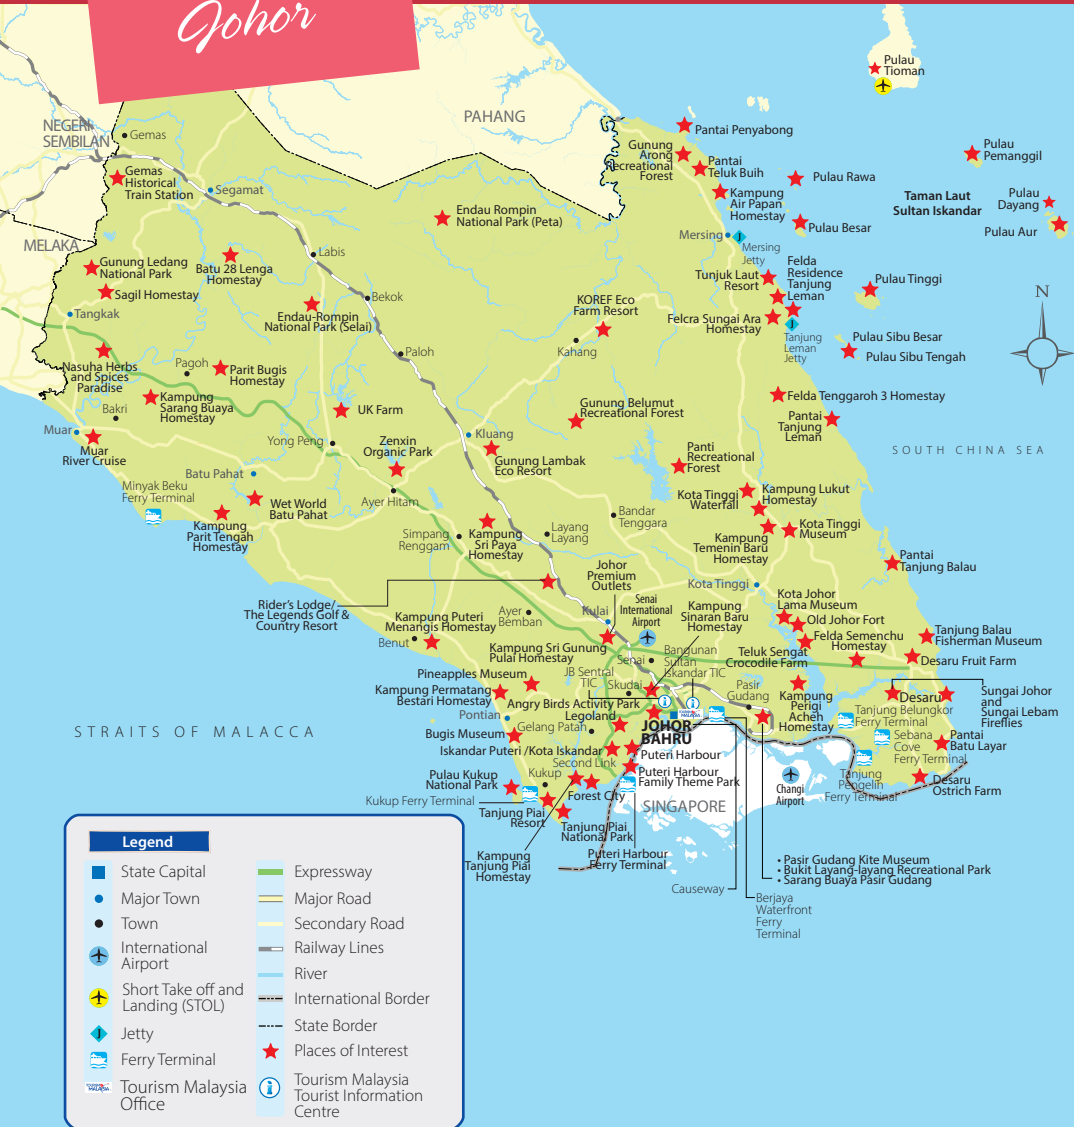 Johor
Pulau
Tioman
NEGERI
SEMBILAN
Gemas
PAHANG
Pantai Penyabong
Gunung
Arong
Recreational
Forest
Pantai
Teluk Buih
Pulau
Pemanggil
Gemas
Historical
Train Station
Segamat
Kampung
Air Papan
Homestay
Pulau Rawa
Taman Laut
Sultan Iskandar
Pulau
Dayang
Pulau Aur
Endau Rompin
National Park (Peta)
Pulau Besar
MELAKA
Mersing
Mersing
Jetty
Gunung Ledang
National Park
Batu 28 Lenga
Homestay
Labis
Felda
Residence
Tanjung
Leman
Tunjuk Laut
Resort
Pulau Tinggi
Sagil Homestay
Bekok
KOREF Eco
Farm Resort
N
Tangkak
Endau-Rompin
National Park (Selai)
Felcra Sungai Ara
Homestay
Tanjung
Leman
Jetty
Pulau Sibu Besar
Pulau Sibu Tengah
Paloh
Kahang
Nasuha Herbs
and Spices
Paradise
Pagoh
Parit Bugis
Homestay
Kampung
Sarang Buaya
Homestay
Bakri
UK Farm
Gunung Belumut
Recreational Forest
Felda Tenggaroh 3 Homestay
Pantai
Tanjung
Leman
Muar
Muar
River Cruise
Yong Peng
Zenxin
Organic Park
Kluang
Gunung Lambak
Eco Resort
Panti
Recreational
Forest
SOUTH CHINA SEA
Batu Pahat
Minyak Beku
Ferry Terminal
Wet World
Batu Pahat
Ayer Hitam
Kota Tinggi
Waterfall
Kampung Lukut
Homestay
Kampung
Parit Tengah
Homestay
Simpang
Renggam
Kampung
Sri Paya
Homestay
Layang
Layang
Bandar
Tenggara
Kampung
Temenin Baru
Homestay
Kota Tinggi
Museum
Pantai
Tanjung Balau
Johor
Premium
Outlets
Kota Tinggi
Rider's Lodge/
The Legends Golf &
Country Resort
Kampung Puteri
Menangis Homestay
Ayer
Bemban
Kulai
Senai
International
Airport
Kampung
Sinaran Baru
Homestay
Kota Johor
Lama Museum
Old Johor Fort
Benut
Kampung Sri Gunung
Pulai Homestay
Felda Semenchu
Homestay
Tanjung Balau
Fisherman Museum
Senai
Bangunan
Sultan
Iskandar TIC
Teluk Sengat
Crocodile Farm
Desaru Fruit Farm
Pineapples Museum
JB Sentral
TIC
Skudai
Pasir
Gudang
Kampung Permatang
Bestari Homestay
Angry Birds Activity Park
Kampung
Perigi
Acheh
Homestay
Desaru
Sungai Johor
and
Sungai Lebam
Fireflies
Pontian
Legoland
Tanjung Belungkor
Ferry Terminal
STRAITS OF MALACCA
Bugis Museum
Gelang Patah
JOHOR
BAHRU
Sebana
Cove
Ferry Terminal
Pantai
Batu Layar
Iskandar Puteri /Kota Iskandar
Second Link
Puteri Harbour
Pulau Kukup
National Park
Kukup
Puteri Harbour
Family Theme Park
Changi
Airport
Tanjung
Pengelih
Ferry Terminal
Desaru
Ostrich Farm
Kukup Ferry Terminal
Forest City
SINGAPORE
Tanjung Piai
Resort
Tanjung Piai
National Park
Kampung
Tanjung Piai
Homestay
Puteri Harbour
Ferry Terminal
Causeway
• Pasir Gudang Kite Museum
• Bukit Layang-layang Recreational Park
• Sarang Buaya Pasir Gudang
Berjaya
Waterfront
Ferry
Terminal
Legend
State Capital
Major Town
Town
International
Airport
Short Take off and
Landing (STOL)
J
Jetty
Ferry Terminal
Tourism Malaysia
Office
Expressway
Major Road
Secondary Road
Railway Lines
River
International Border
State Border
Places of Interest
Tourism Malaysia
Tourist Information
Centre